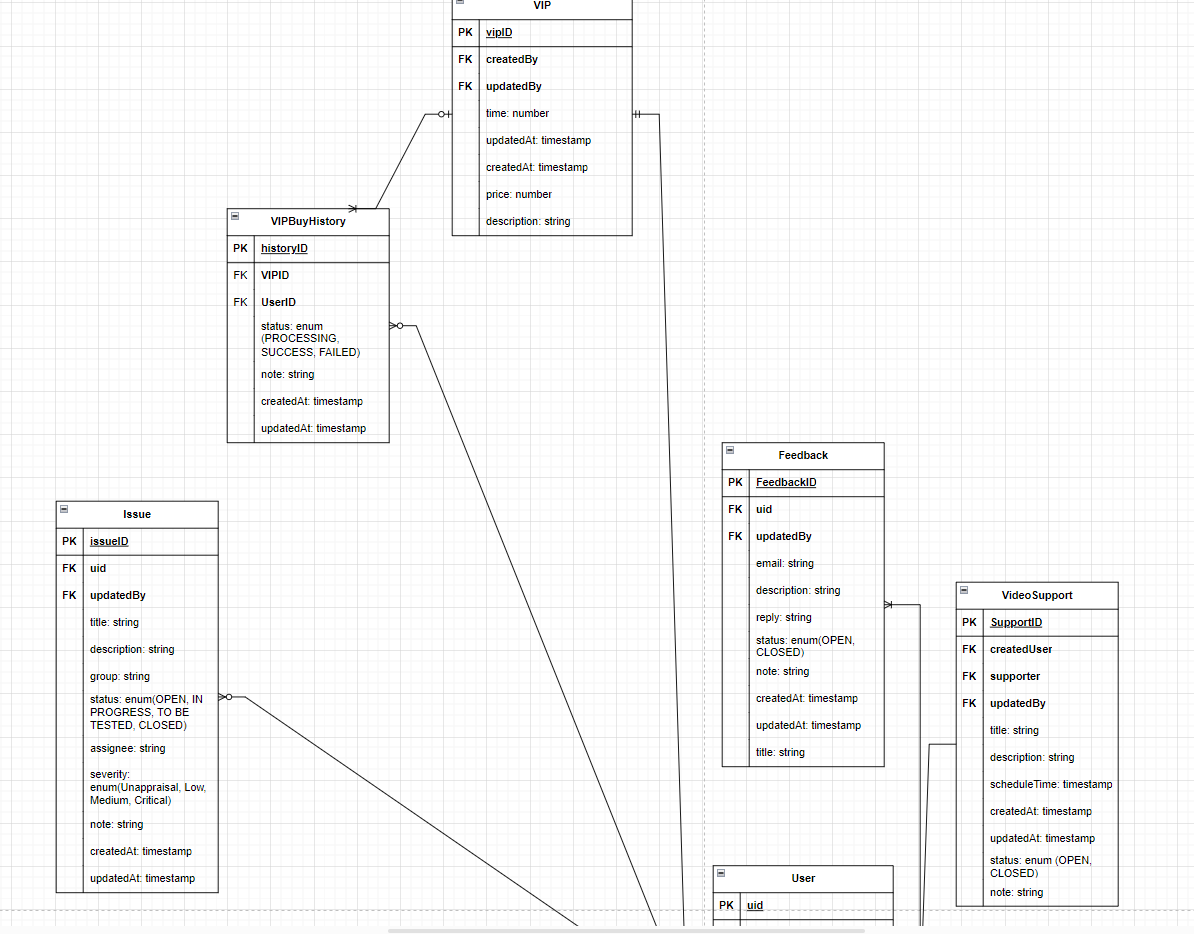 VIP
PK vipID
FK createdBy
FK updatedBy
time: number
updatedAt: timestamp
createdAt: timestamp
price: number
description: string
VIPBuyHistory
PK historyID
FK VIPID
FK UserID
status: enum
(PROCESSING,
SUCCESS, FAILED)
note: string
createdAt: timestamp
updatedAt: timestamp
Issue
PK issueID
FK uid
FK updatedBy
title: string
description: string
group: string
status: enum(OPEN, IN
PROGRESS, TO BE
TESTED, CLOSED)
assignee: string
severity:
enum(Unappraisal, Low,
Medium, Critical)
note: string
createdAt: timestamp
updatedAt: timestamp
Feedback
PK FeedbackID
FK uid
FK updatedBy
email: string
description: string
reply: string
status: enum(OPEN,
CLOSED)
note: string
createdAt: timestamp
updatedAt: timestamp
title: string
VideoSupport
PK SupportID
FK createdUser
FK supporter
FK updatedBy
title: string
description: string
scheduleTime: timestamp
createdAt: timestamp
updatedAt: timestamp
status: enum (OPEN,
CLOSED)
note: string
User
PK uid